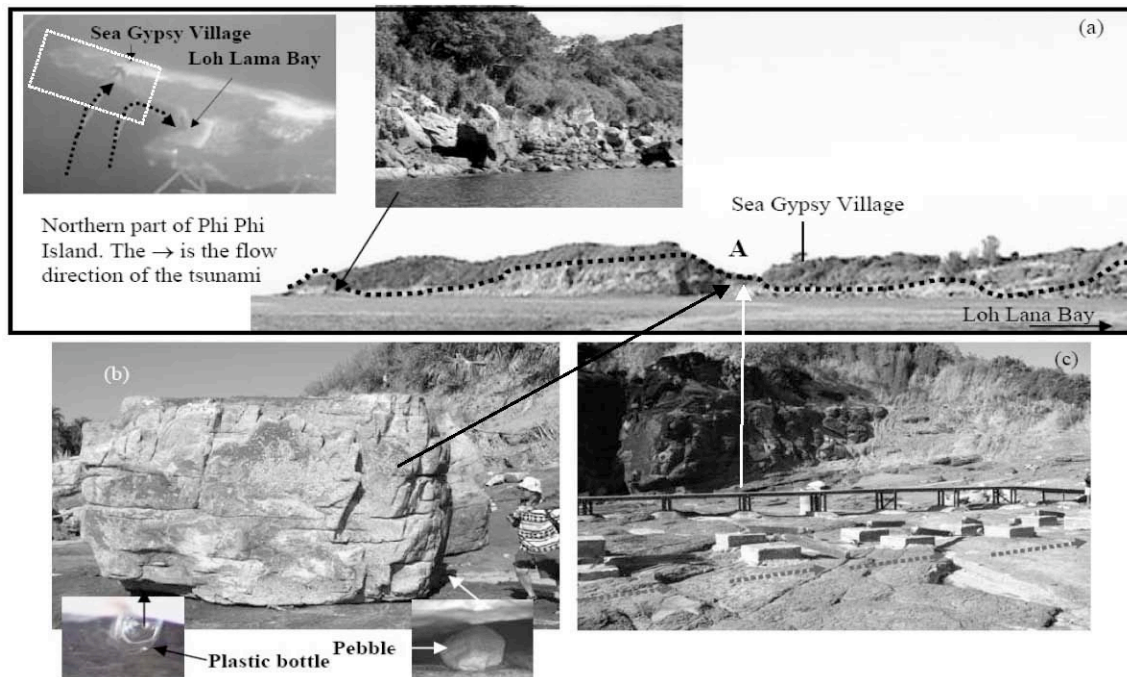 (a)
Sea Gypsy Village
Loh Lama Bay
Northern part of Phi Phi
Island. The → is the flow
direction of the tsunami
Sea Gypsy Village
A
Loh Lana Bay
(b)
Plastic bottle
Pebble
(c)